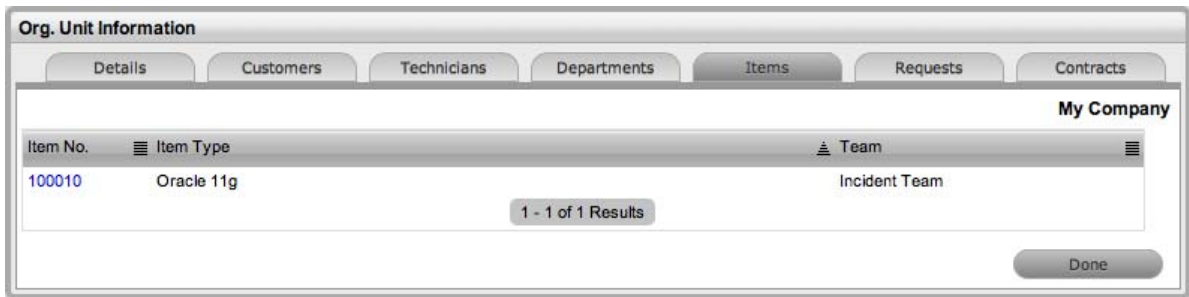 Org. Unit Information
Details Customers Technicians Departments Items Requests Contracts
My Company
Item No. Item Type Team
100010 Oracle 11g Incident Team
1 - 1 of 1 Results
Done